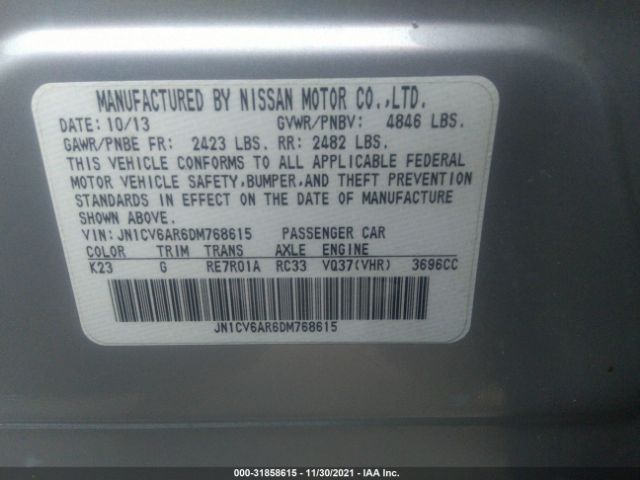 MANUFACTURED BY NISSAN MOTOR CO.,LTD.
DATE: 10/13 GVWR/PNBV: 4846 LBS.
GAWR/PNBE FR: 2423 LBS. RR: 2482 LBS.
THIS VEHICLE CONFORMS TO ALL APPLICABLE FEDERAL
MOTOR VEHICLE SAFETY,BUMPER,AND THEFT PREVENTION
STANDARDS IN EFFECT ON THE DATE OF MANUFACTURE
SHOWN ABOVE.
VIN: JN1CV6AR6DM768615 PASSENGER CAR
COLOR TRIM TRANS AXLE ENGINE
K23 G RE7R01A RC33 VQ37(VHR) 3696CC
JN1CV6AR6DM768615
000-31858615 - 11/30/2021 - IAA Inc.